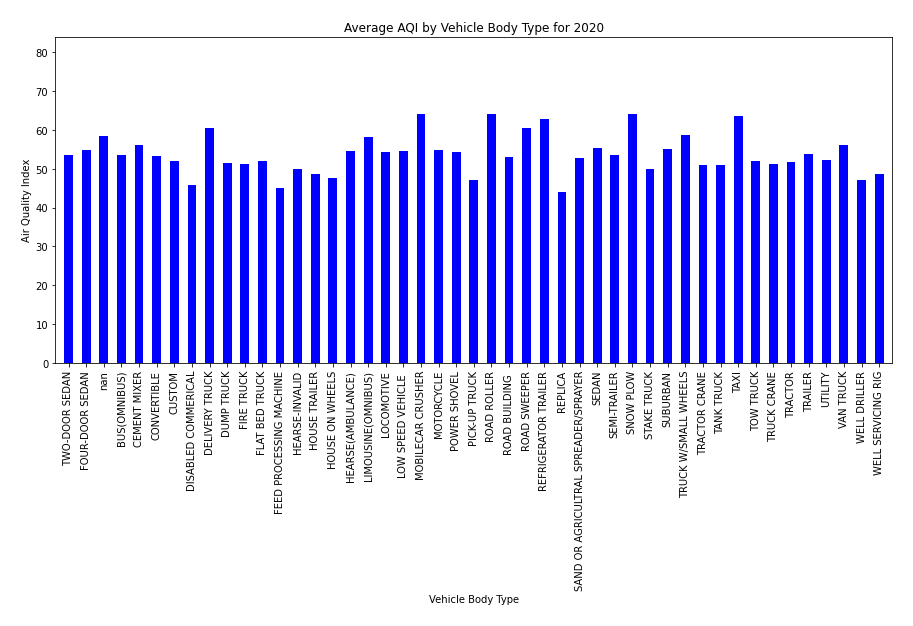 Average AQI by Vehicle Body Type for 2020
Air Quality Index
80
70
60
50
40
30
20
10
0
TWO-DOOR SEDAN
FOUR-DOOR SEDAN
nan
BUS(OMNIBUS)
CEMENT MIXER
CONVERTIBLE
CUSTOM
DISABLED COMMERICAL
DELIVERY TRUCK
DUMP TRUCK
FIRE TRUCK
FLAT BED TRUCK
FEED PROCESSING MACHINE
HEARSE-INVALID
HOUSE TRAILER
HOUSE ON WHEELS
HEARSE(AMBULANCE)
LIMOUSINE(OMNIBUS)
LOCOMOTIVE
LOW SPEED VEHICLE
MOBILECAR CRUSHER
MOTORCYCLE
POWER SHOVEL
PICK-UP TRUCK
ROAD ROLLER
ROAD BUILDING
ROAD SWEEPER
REFRIGERATOR TRAILER
REPLICA
SAND OR AGRICULTRAL SPREADER/SPRAYER
SEDAN
SEMI-TRAILER
SNOW PLOW
STAKE TRUCK
SUBURBAN
TRUCK W/SMALL WHEELS
TRACTOR CRANE
TANK TRUCK
TAXI
TOW TRUCK
TRUCK CRANE
TRACTOR
TRAILER
UTILITY
VAN TRUCK
WELL DRILLER
WELL SERVICING RIG
Vehicle Body Type